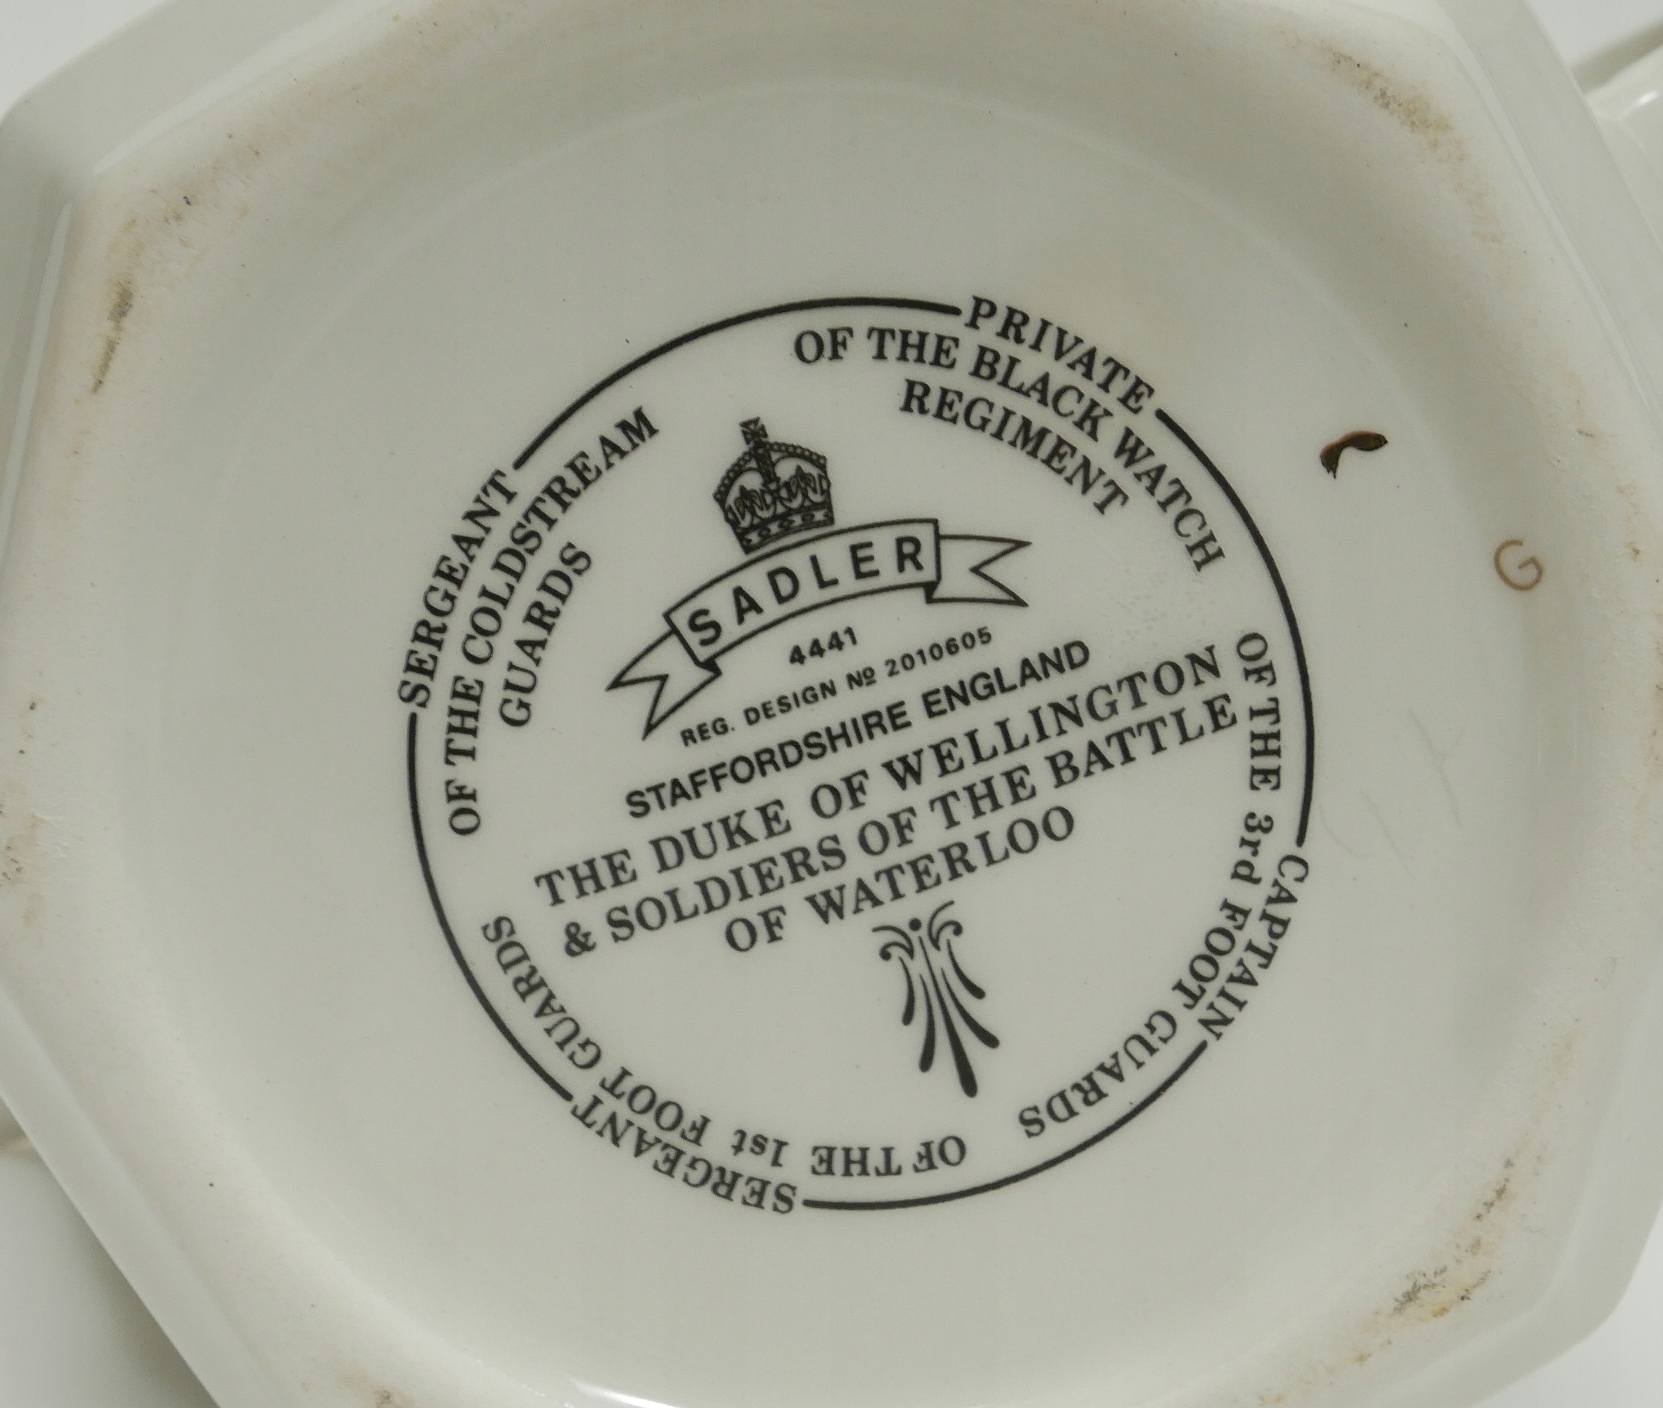 SADLER
4441
REG. DESIGN Nº 2010605
STAFFORDSHIRE ENGLAND
THE DUKE OF WELLINGTON
& SOLDIERS OF THE BATTLE
OF WATERLOO
PRIVATE
OF THE BLACK WATCH
REGIMENT
CAPTAIN
OF THE 3rd FOOT GUARDS
SERGEANT
OF THE 1st FOOT GUARDS
SERGEANT
OF THE COLDSTREAM
GUARDS
G